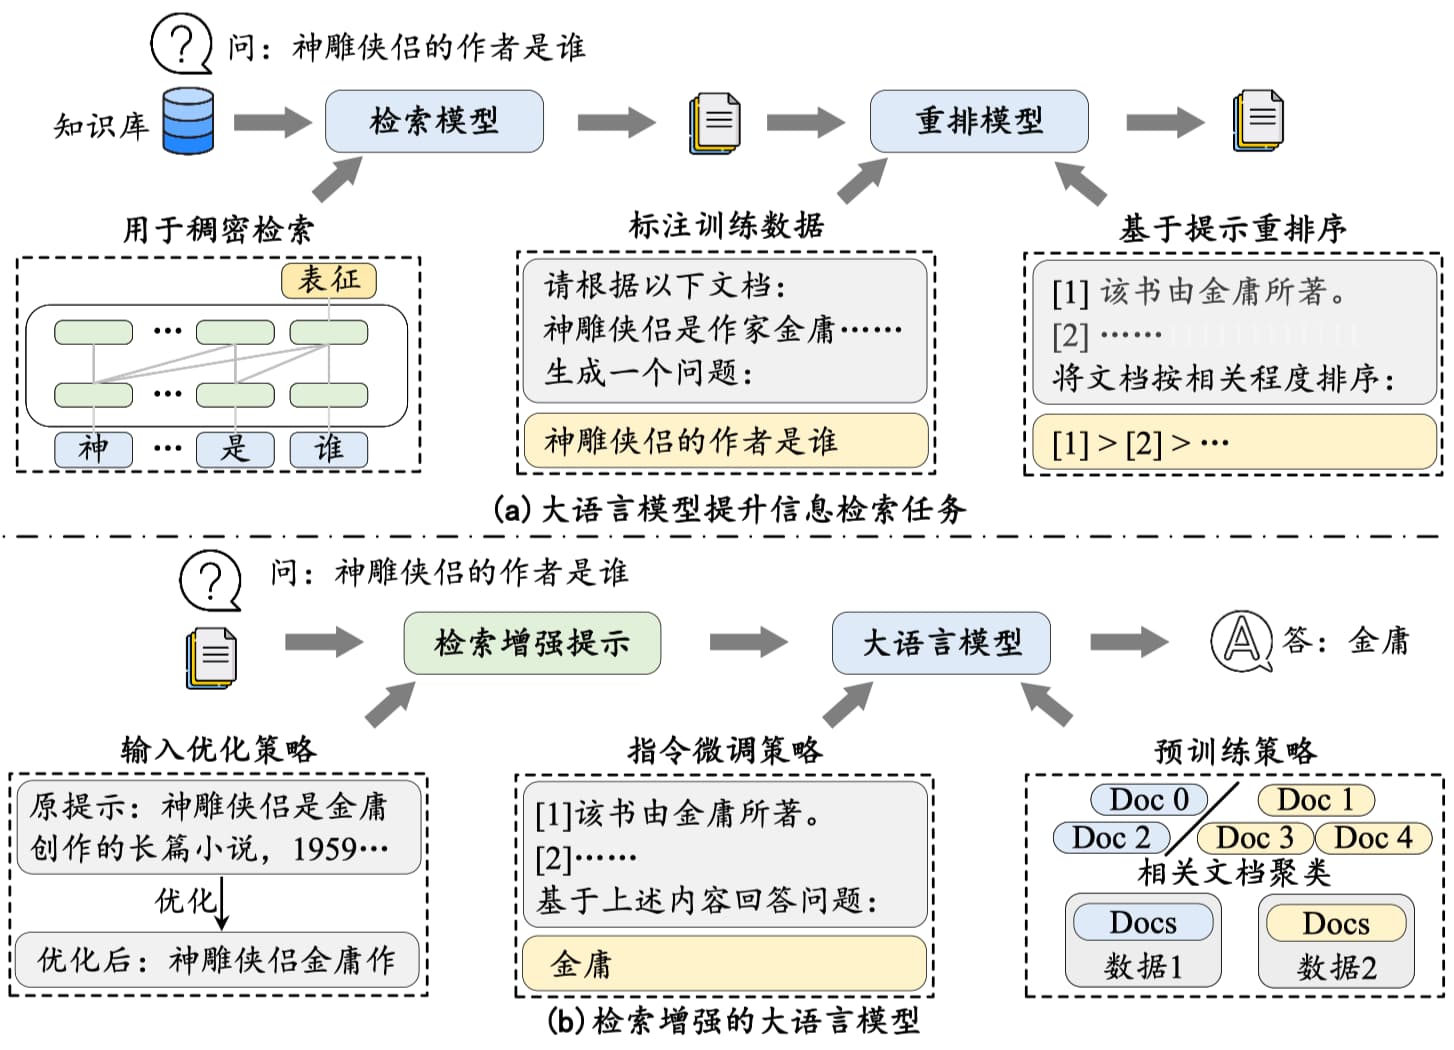 问：神雕侠侣的作者是谁
知识库
检索模型
重排模型
用于稠密检索
标注训练数据
基于提示重排序
表征
神 ··· 是 谁
请根据以下文档：
神雕侠侣是作家金庸……
生成一个问题：
神雕侠侣的作者是谁
[1] 该书由金庸所著。
[2] ……
将文档按相关程度排序：
[1] > [2] > ···
(a) 大语言模型提升信息检索任务
问：神雕侠侣的作者是谁
检索增强提示
大语言模型
答：金庸
输入优化策略
指令微调策略
预训练策略
原提示：神雕侠侣是金庸
创作的长篇小说，1959···
优化
优化后：神雕侠侣金庸作
[1]该书由金庸所著。
[2]……
基于上述内容回答问题：
金庸
Doc 0 Doc 1
Doc 2 Doc 3 Doc 4
相关文档聚类
Docs Docs
数据1 数据2
(b) 检索增强的大语言模型